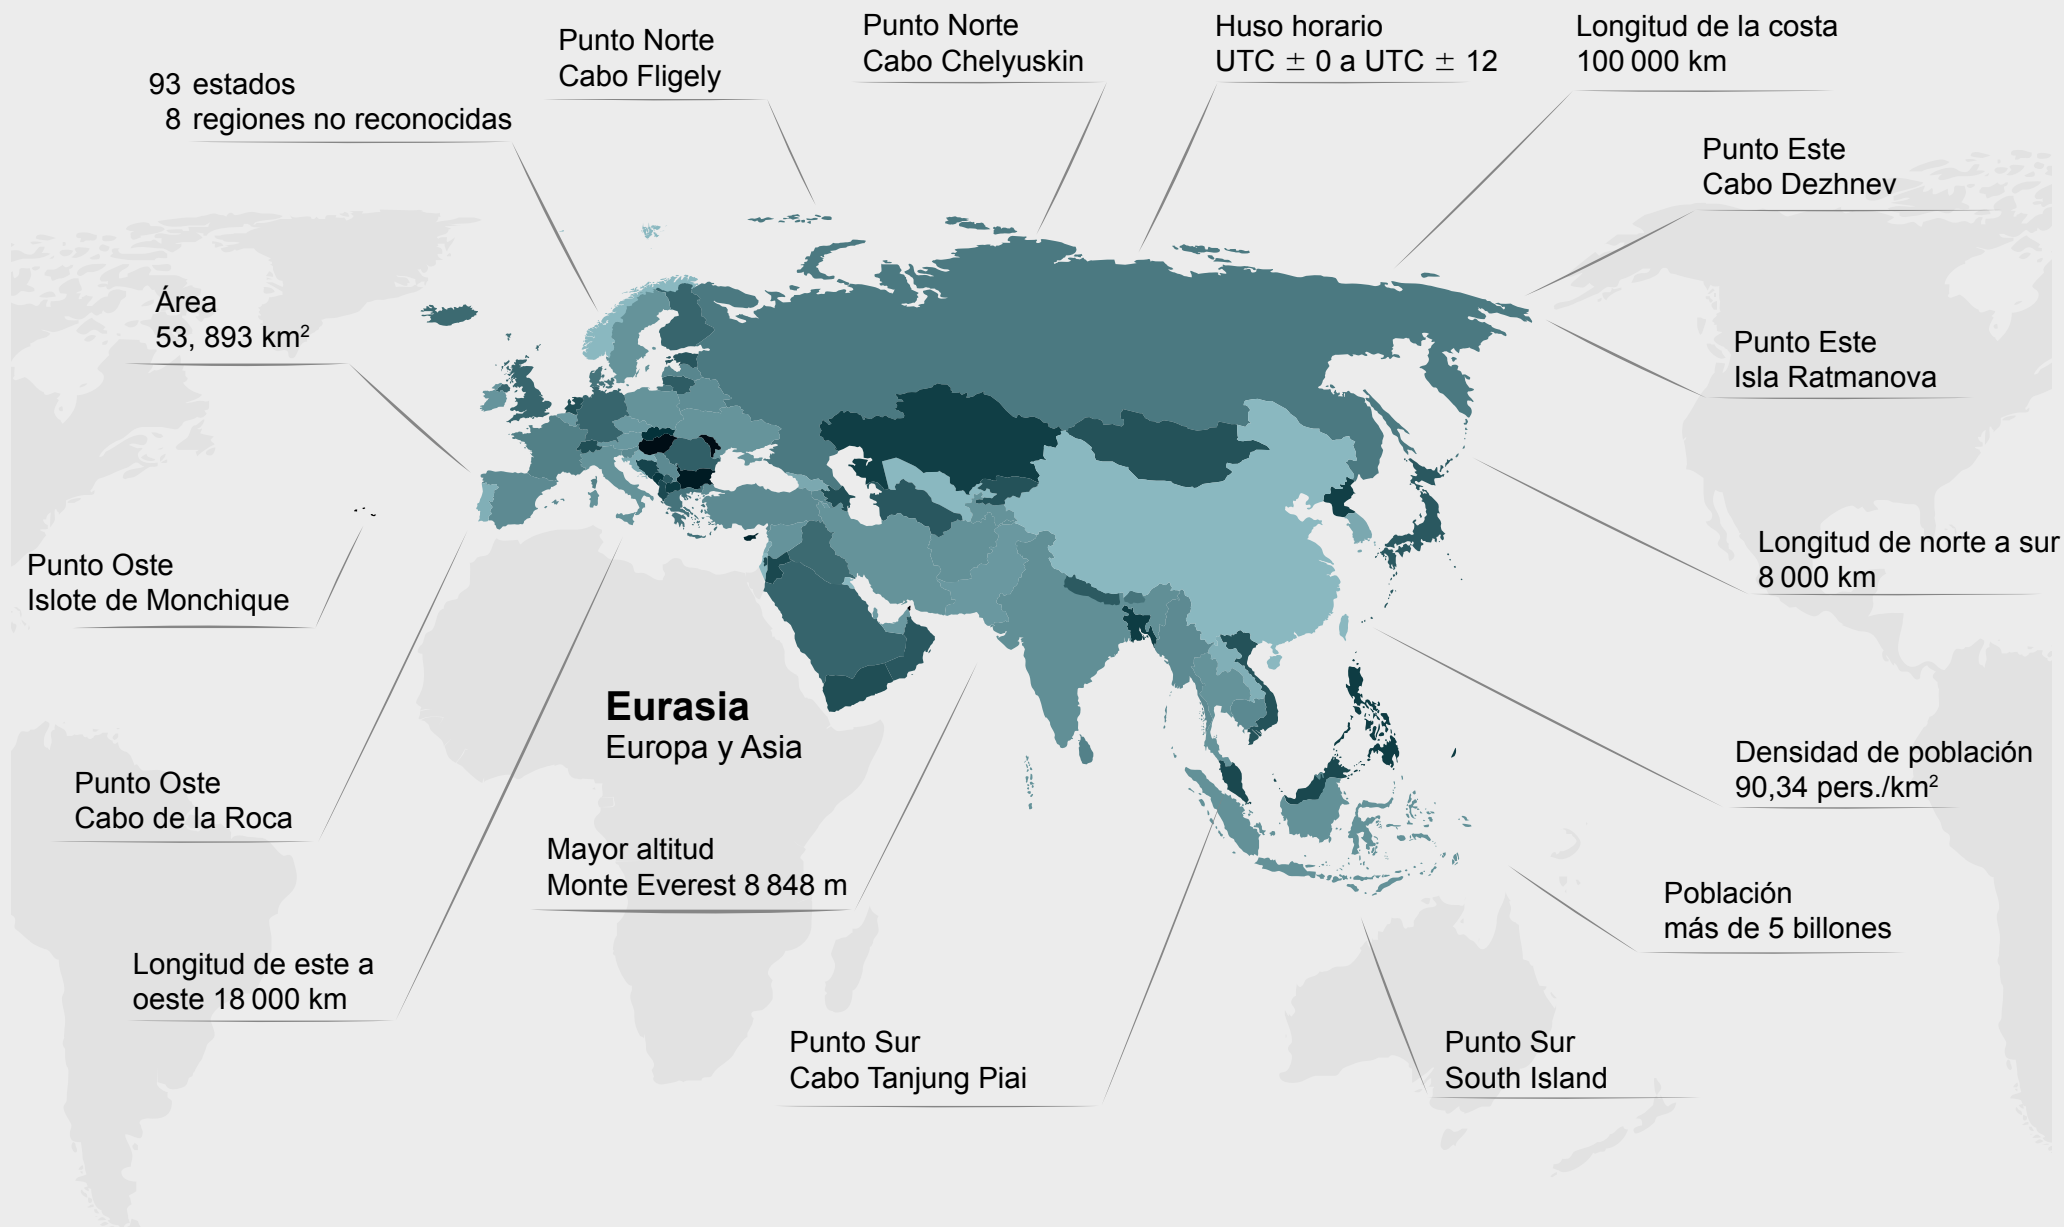 Punto Norte
Cabo Fligely
Punto Norte
Cabo Chelyuskin
Huso horario
UTC ± 0 a UTC ± 12
Longitud de la costa
100 000 km
93 estados
8 regiones no reconocidas
Punto Este
Cabo Dezhnev
Área
53, 893 km²
Punto Este
Isla Ratmanova
Punto Oste
Islote de Monchique
Longitud de norte a sur
8 000 km
Eurasia
Europa y Asia
Punto Oste
Cabo de la Roca
Densidad de población
90,34 pers./km²
Mayor altitud
Monte Everest 8 848 m
Población
más de 5 billones
Longitud de este a
oeste 18 000 km
Punto Sur
Cabo Tanjung Piai
Punto Sur
South Island